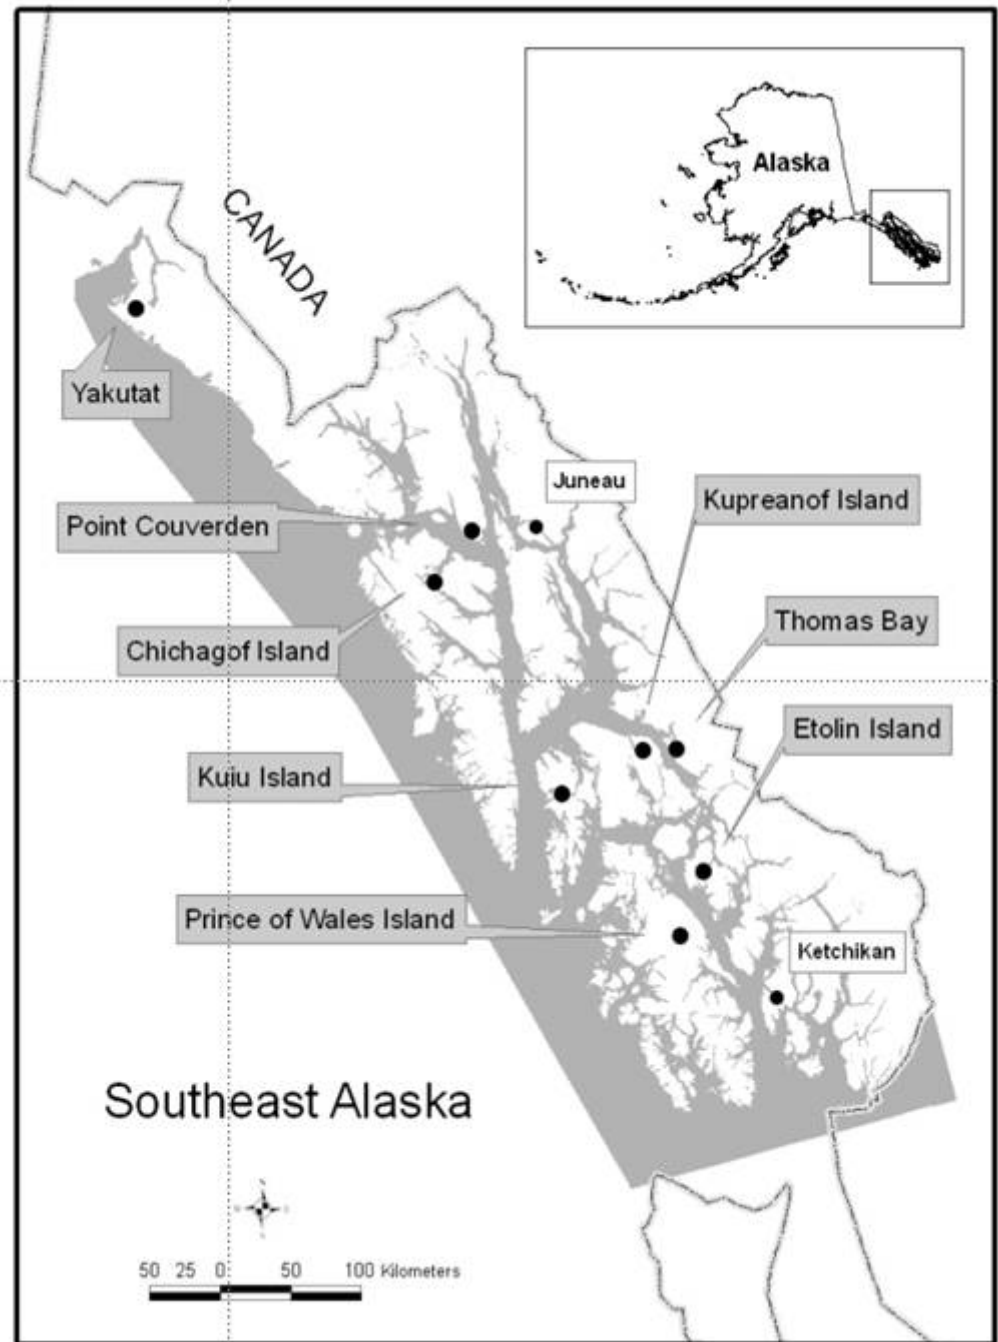 Alaska
CANADA
Yakutat
Juneau
Kupreanof Island
Point Couverden
Thomas Bay
Chichagof Island
Etolin Island
Kuiu Island
Prince of Wales Island
Ketchikan
Southeast Alaska
50 25 0 50 100 Kilometers